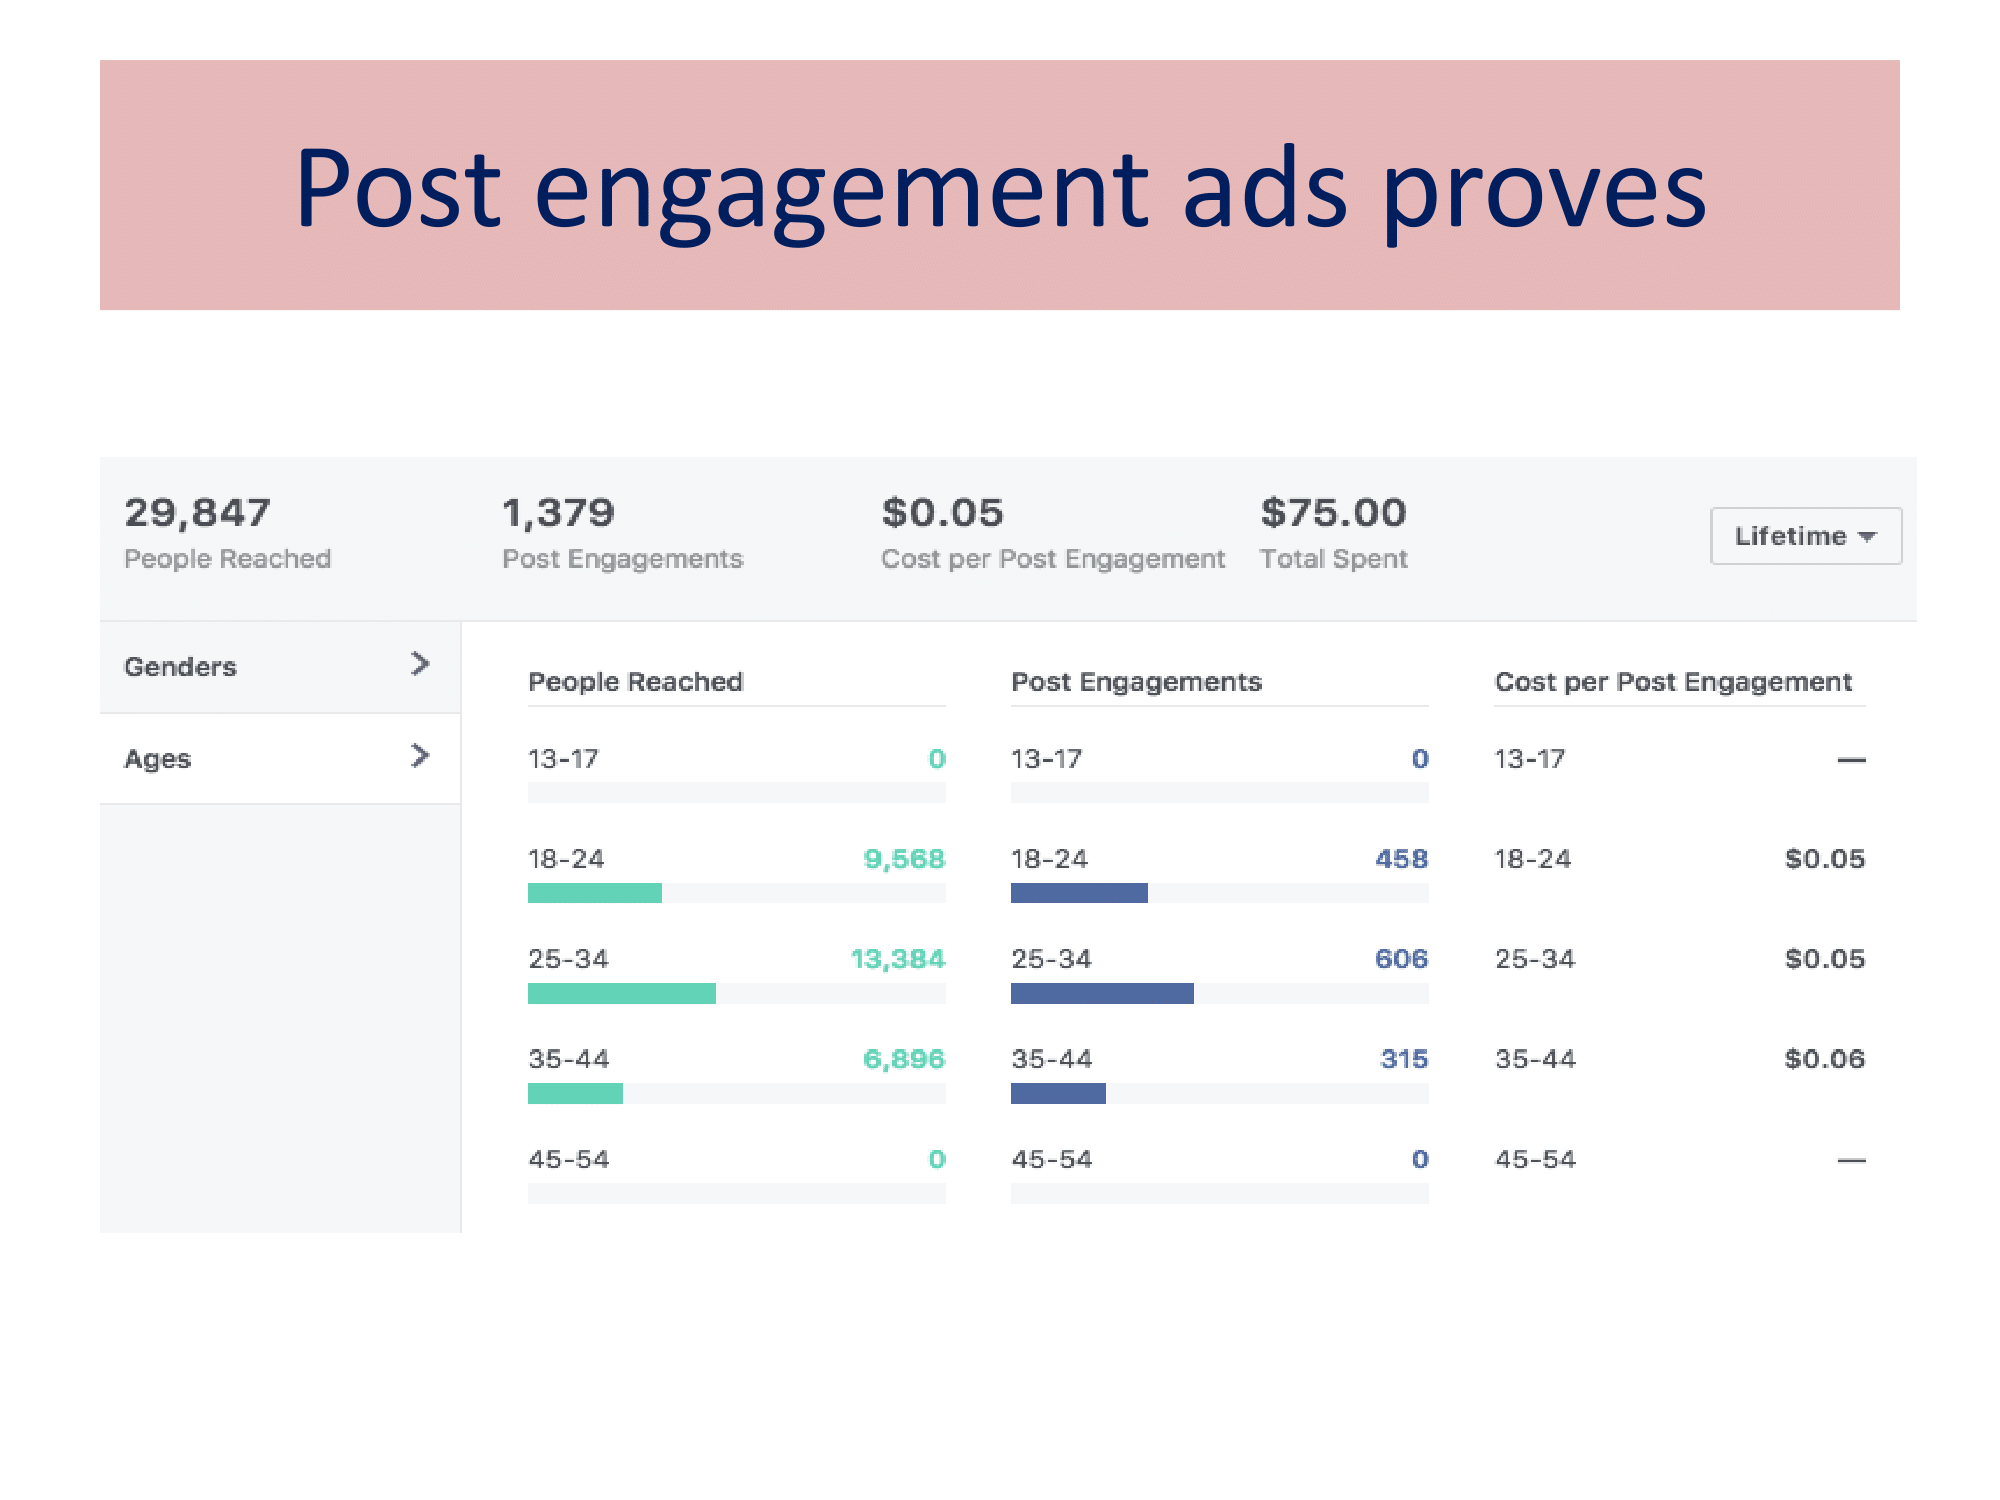 Post engagement ads proves
29,847 1,379 $0.05 $75.00
People Reached Post Engagements Cost per Post Engagement Total Spent
Lifetime
Genders
Ages
People Reached Post Engagements Cost per Post Engagement
13-17 0 13-17 0 13-17 —
18-24 9,568 18-24 458 18-24 $0.05
25-34 13,384 25-34 606 25-34 $0.05
35-44 6,896 35-44 315 35-44 $0.06
45-54 0 45-54 0 45-54 —